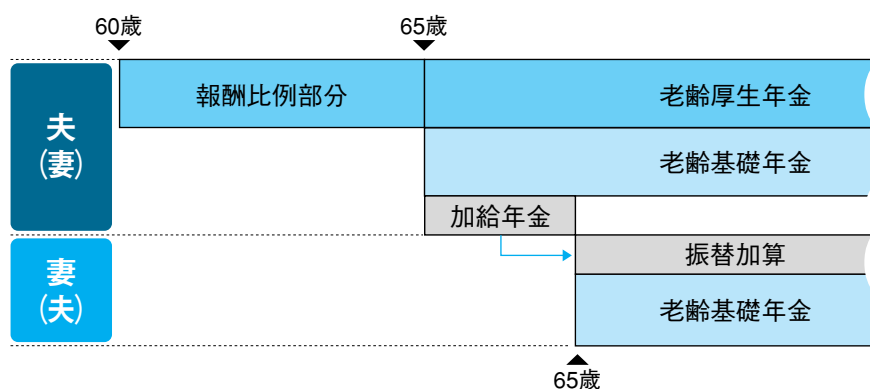 60歳
65歳
夫
(妻)
報酬比例部分
老齢厚生年金
老齢基礎年金
加給年金
妻
(夫)
振替加算
老齢基礎年金
65歳